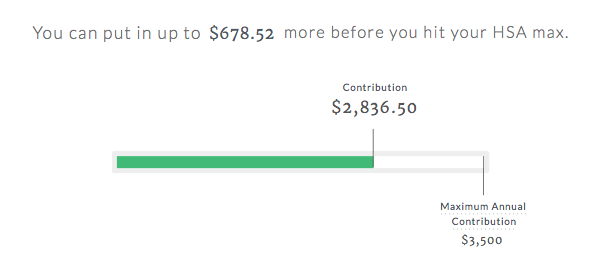 You can put in up to $678.52 more before you hit your HSA max.
Contribution
$2,836.50
Maximum Annual
Contribution
$3,500